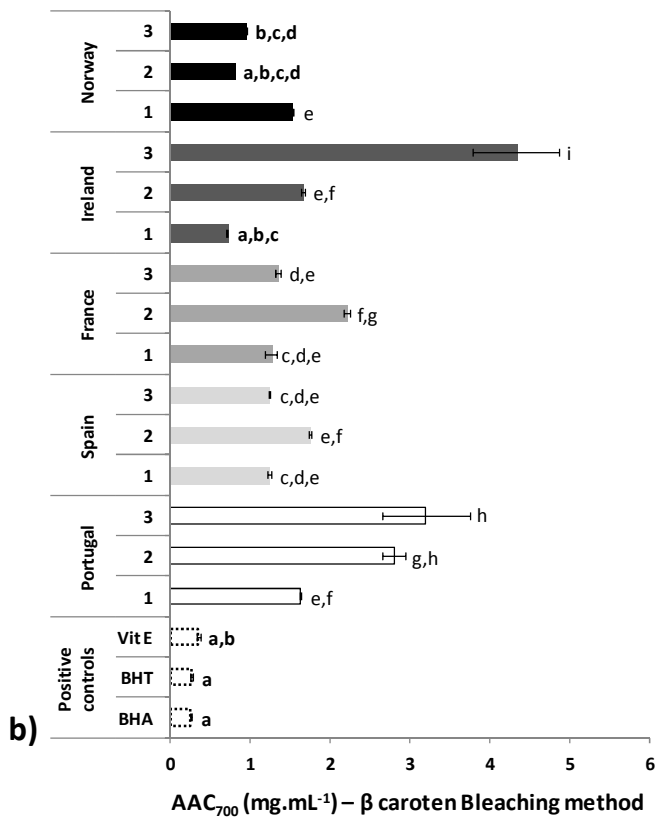 Norway
3 b,c,d
2 a,b,c,d
1 e
Ireland
3 i
2 e,f
1 a,b,c
France
3 d,e
2 f,g
1 c,d,e
Spain
3 c,d,e
2 e,f
1 c,d,e
Portugal
3 h
2 g,h
1 e,f
Positive
controls
Vit E a,b
BHT a
BHA a
b)
0 1 2 3 4 5 6
AAC₇₀₀ (mg.mL⁻¹) – β caroten Bleaching method